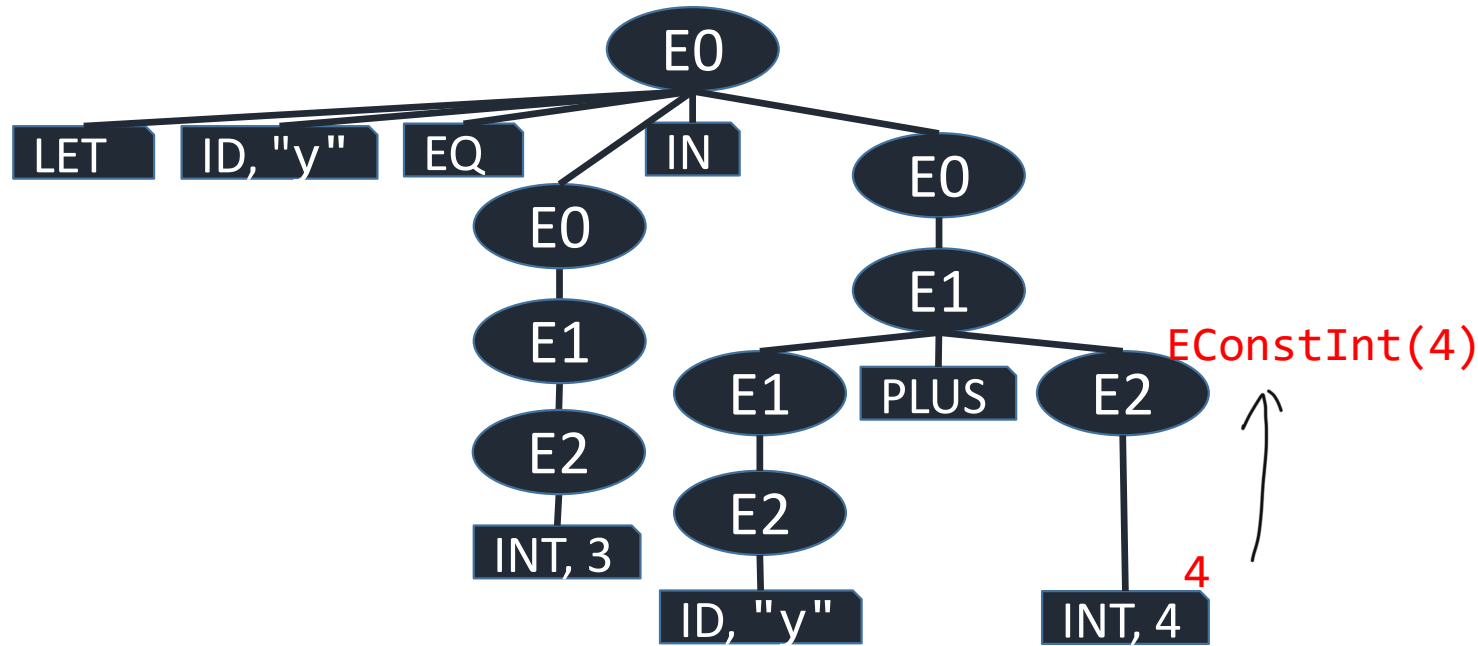 E0
LET
ID, "y"
EQ
IN
E0
E0
E1
E1
EConstInt(4)
E1
PLUS
E2
E2
E2
INT, 3
4
ID, "y"
INT, 4